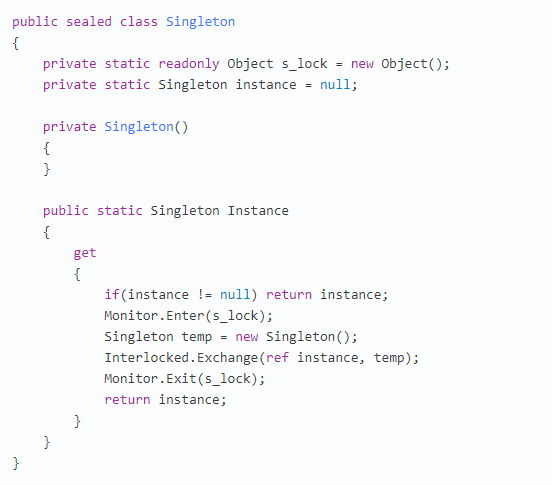 public sealed class Singleton
{
    private static readonly Object s_lock = new Object();
    private static Singleton instance = null;

    private Singleton()
    {
    }

    public static Singleton Instance
    {
        get
        {
            if(instance != null) return instance;
            Monitor.Enter(s_lock);
            Singleton temp = new Singleton();
            Interlocked.Exchange(ref instance, temp);
            Monitor.Exit(s_lock);
            return instance;
        }
    }
}